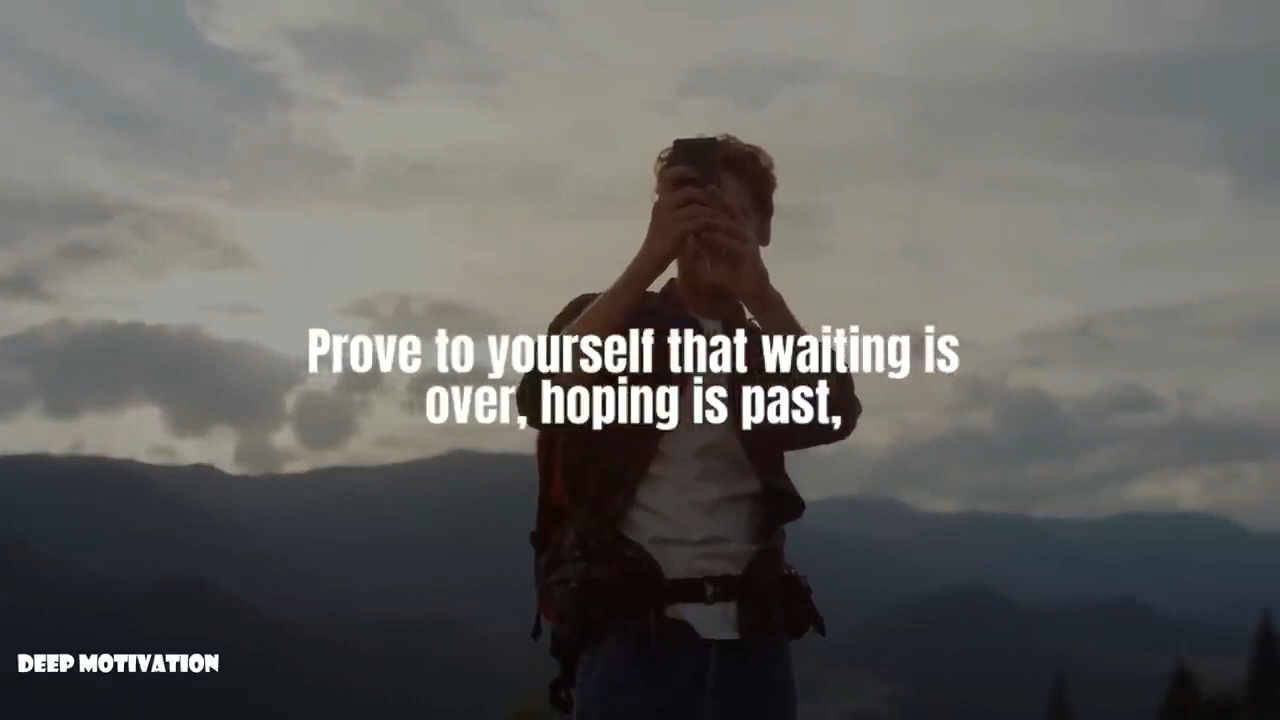 Prove to yourself that waiting is
over, hoping is past,
DEEP MOTIVATION